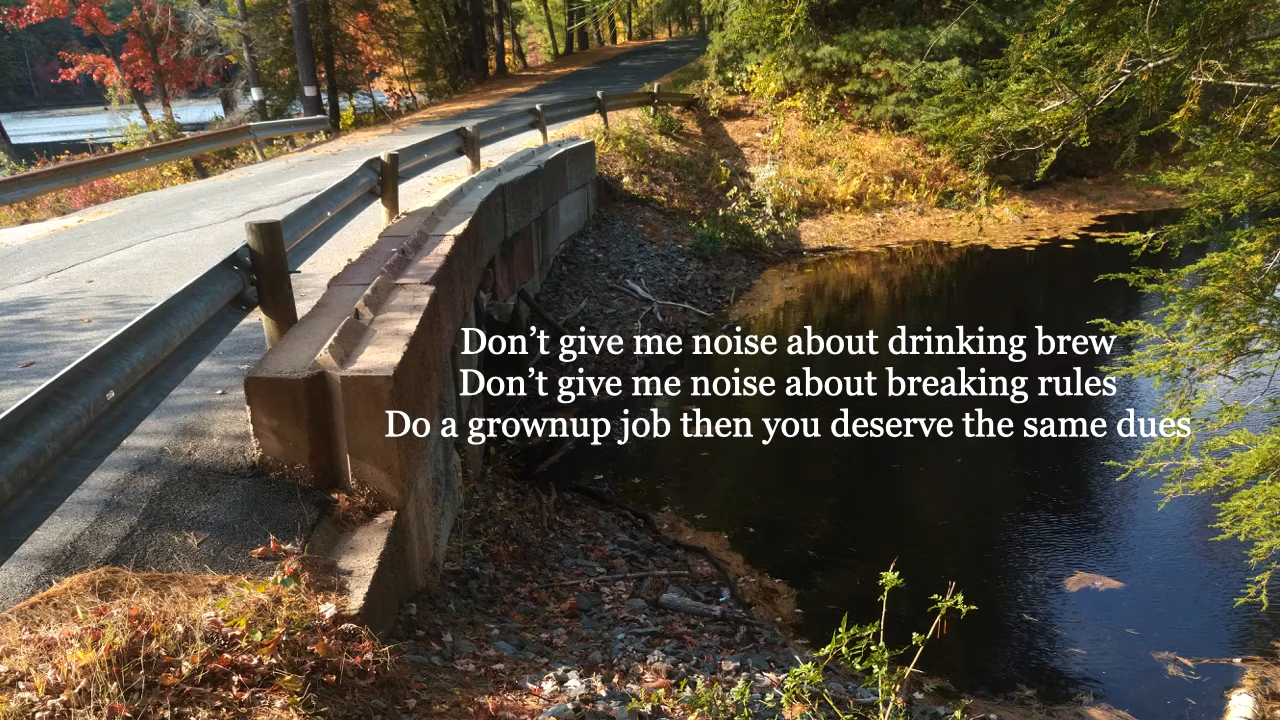 Don’t give me noise about drinking brew
Don’t give me noise about breaking rules
Do a grownup job then you deserve the same dues